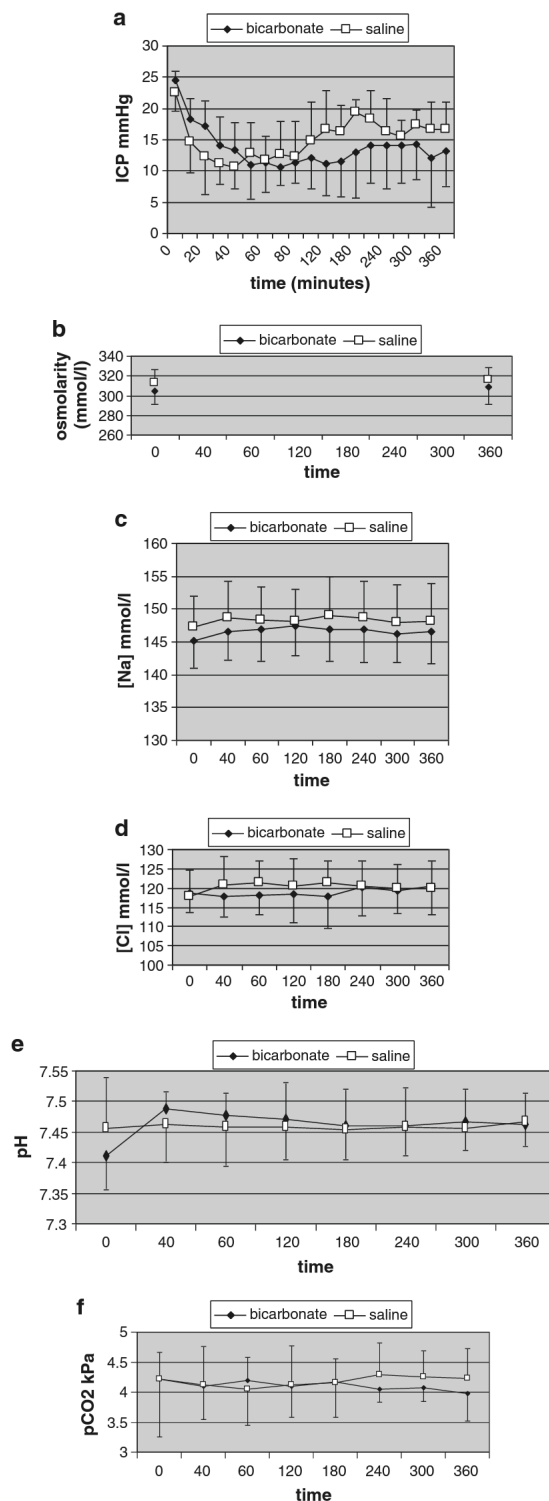 a
bicarbonate saline
ICP mmHg
30
25
20
15
10
5
0
0 20 40 60 80 120 180 240 300 360
time (minutes)
b
bicarbonate saline
osmolarity
(mmol/l)
340
320
300
280
260
0 40 60 120 180 240 300 360
time
c
bicarbonate saline
[Na] mmol/l
160
155
150
145
140
135
130
0 40 60 120 180 240 300 360
time
d
bicarbonate saline
[Cl] mmol/l
130
125
120
115
110
105
100
0 40 60 120 180 240 300 360
time
e
bicarbonate saline
pH
7.55
7.5
7.45
7.4
7.35
7.3
0 40 60 120 180 240 300 360
time
f
bicarbonate saline
pCO2 kPa
5
4.5
4
3.5
3
0 40 60 120 180 240 300 360
time